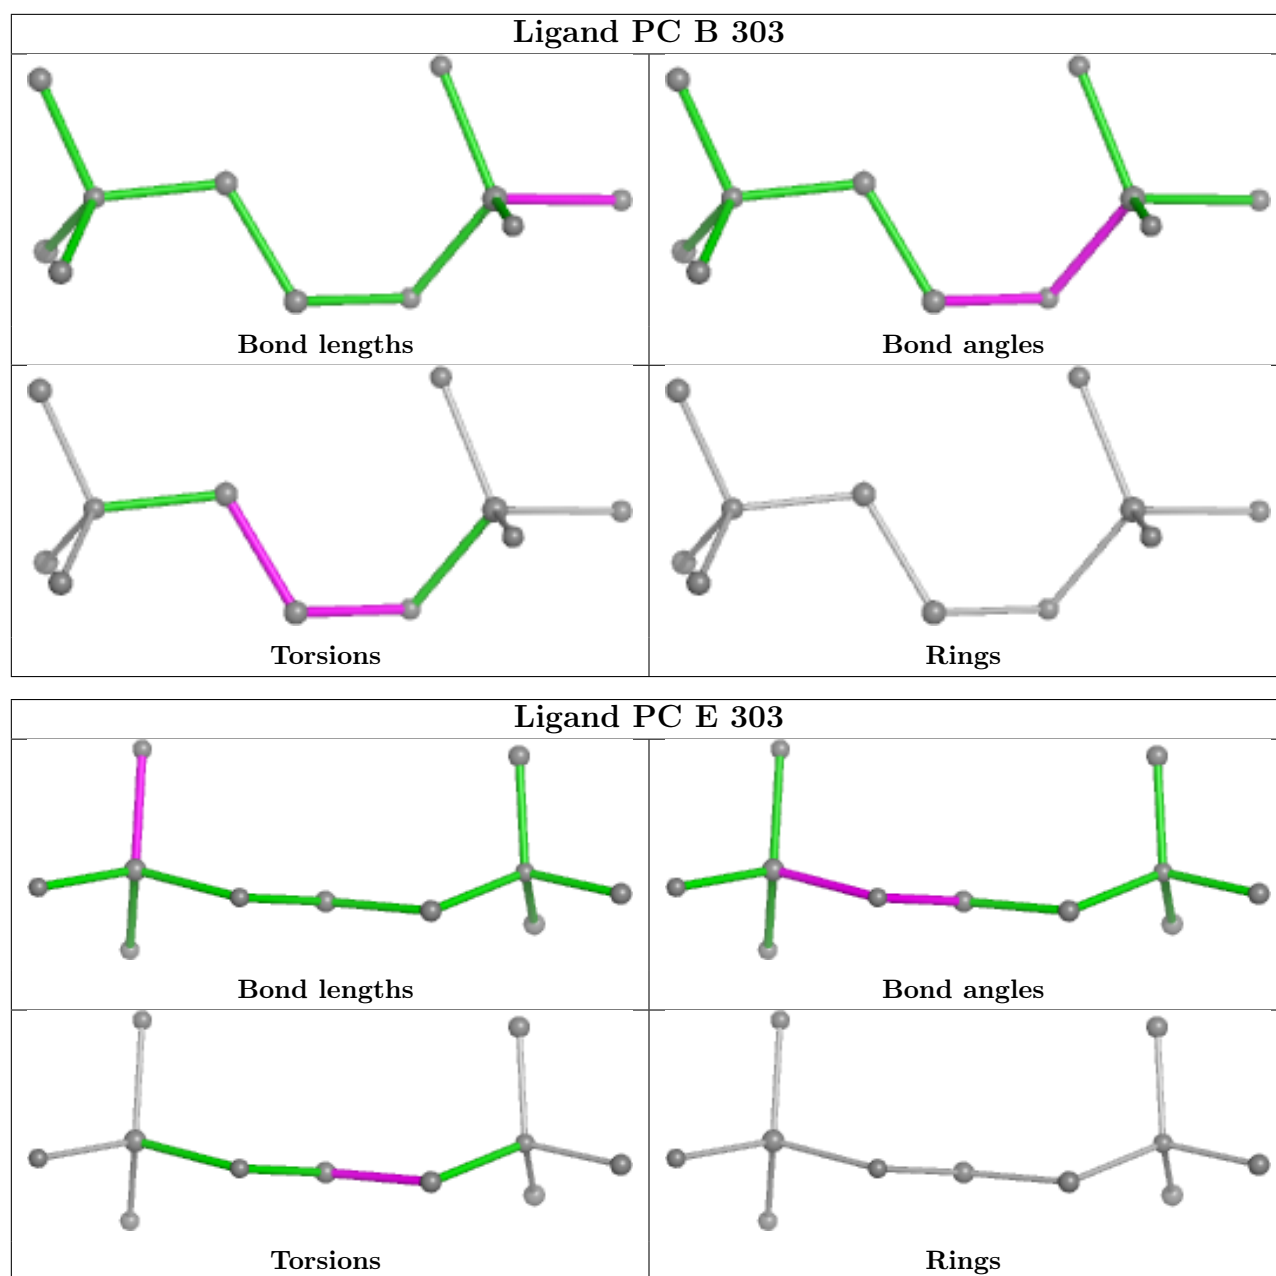 Ligand PC B 303
Bond lengths
Bond angles
Torsions
Rings
Ligand PC E 303
Bond lengths
Bond angles
Torsions
Rings